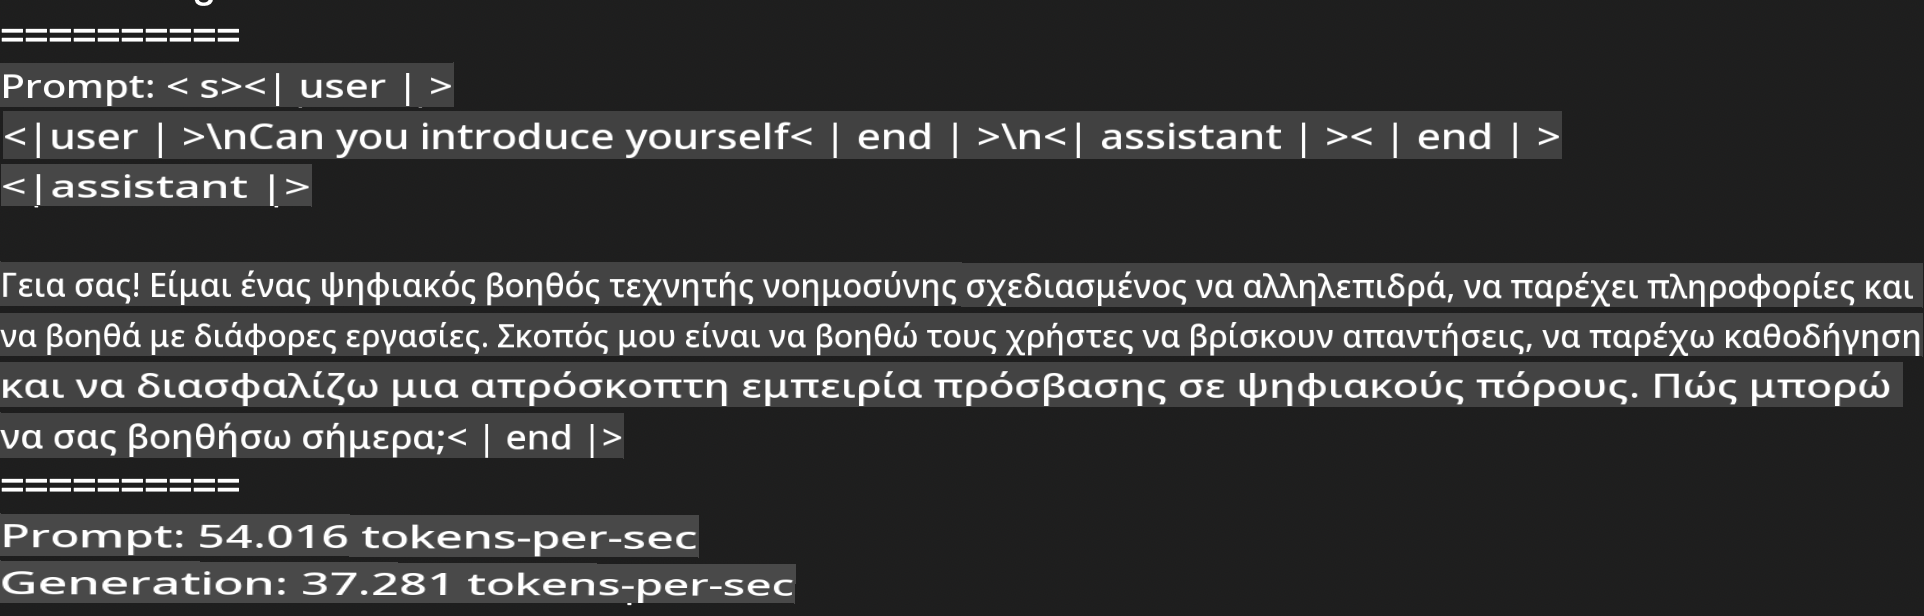 ==========
Prompt: < s><| user | >
<|user | >\nCan you introduce yourself< | end | >\n<| assistant | >< | end | >
<|assistant |>
Γεια σας! Είμαι ένας ψηφιακός βοηθός τεχνητής νοημοσύνης σχεδιασμένος να αλληλεπιδρά, να παρέχει πληροφορίες και
να βοηθά με διάφορες εργασίες. Σκοπός μου είναι να βοηθώ τους χρήστες να βρίσκουν απαντήσεις, να παρέχω καθοδήγηση
και να διασφαλίζω μια απρόσκοπτη εμπειρία πρόσβασης σε ψηφιακούς πόρους. Πώς μπορώ
να σας βοηθήσω σήμερα;< | end |>
==========
Prompt: 54.016 tokens-per-sec
Generation: 37.281 tokens-per-sec